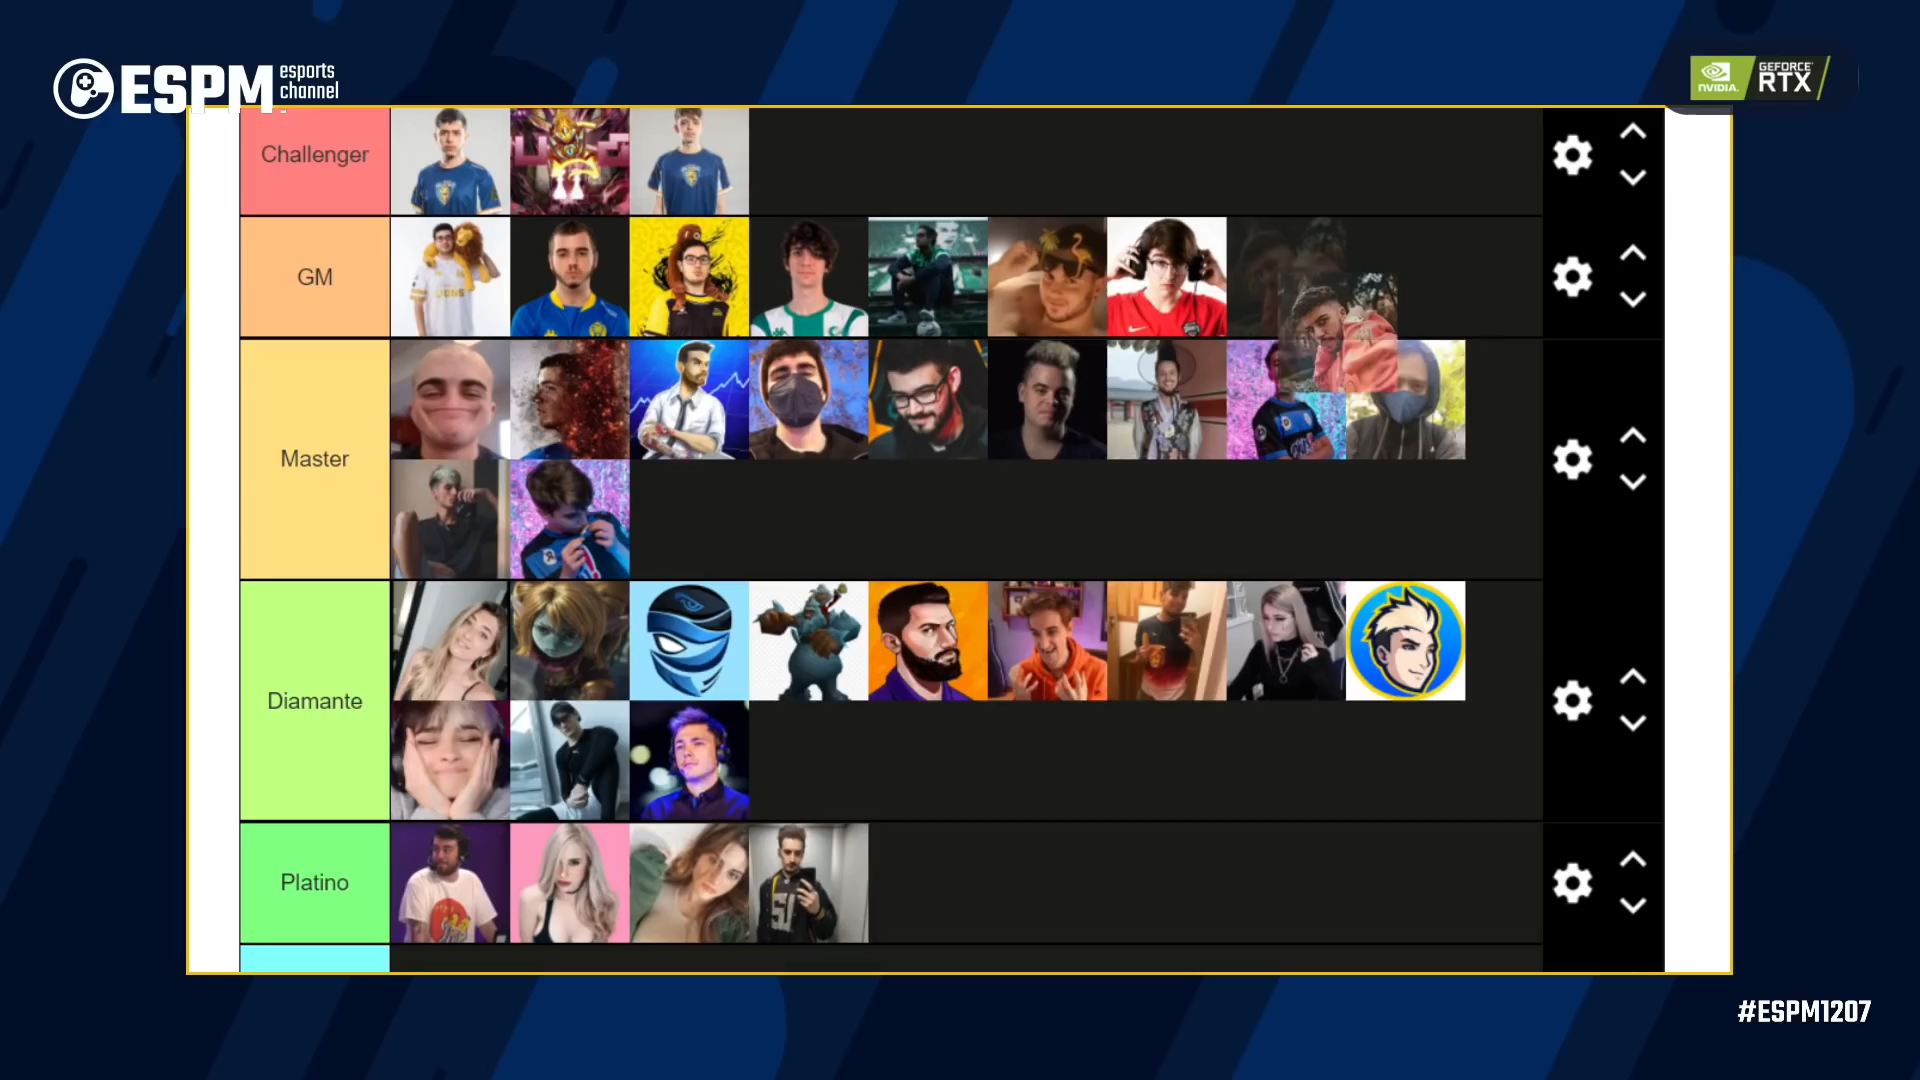 ESPM esports
channel
NVIDIA. GEFORCE
RTX
Challenger
GM
Master
Diamante
Platino
#ESPM1207